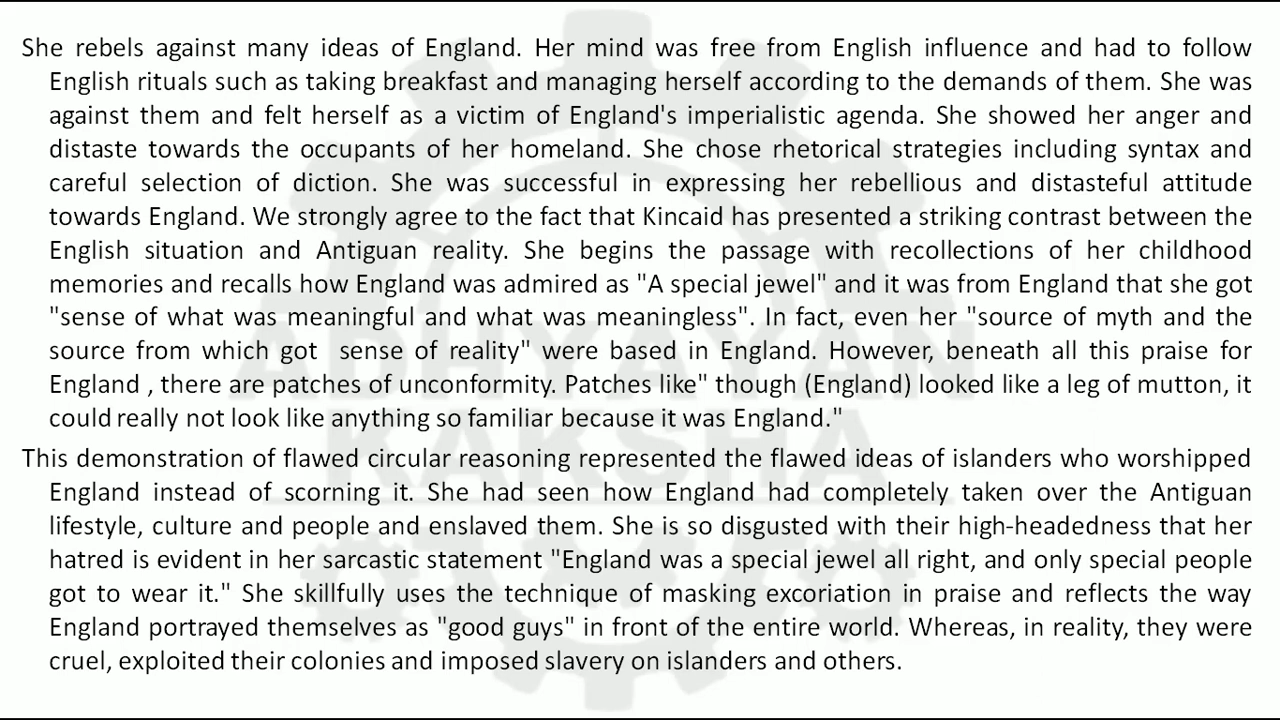 She rebels against many ideas of England. Her mind was free from English influence and had to follow
English rituals such as taking breakfast and managing herself according to the demands of them. She was
against them and felt herself as a victim of England's imperialistic agenda. She showed her anger and
distaste towards the occupants of her homeland. She chose rhetorical strategies including syntax and
careful selection of diction. She was successful in expressing her rebellious and distasteful attitude
towards England. We strongly agree to the fact that Kincaid has presented a striking contrast between the
English situation and Antiguan reality. She begins the passage with recollections of her childhood
memories and recalls how England was admired as "A special jewel" and it was from England that she got
"sense of what was meaningful and what was meaningless". In fact, even her "source of myth and the
source from which got  sense of reality" were based in England. However, beneath all this praise for
England , there are patches of unconformity. Patches like" though (England) looked like a leg of mutton, it
could really not look like anything so familiar because it was England."
This demonstration of flawed circular reasoning represented the flawed ideas of islanders who worshipped
England instead of scorning it. She had seen how England had completely taken over the Antiguan
lifestyle, culture and people and enslaved them. She is so disgusted with their high-headedness that her
hatred is evident in her sarcastic statement "England was a special jewel all right, and only special people
got to wear it." She skillfully uses the technique of masking excoriation in praise and reflects the way
England portrayed themselves as "good guys" in front of the entire world. Whereas, in reality, they were
cruel, exploited their colonies and imposed slavery on islanders and others.
ADHYAYAN
KAKSHA